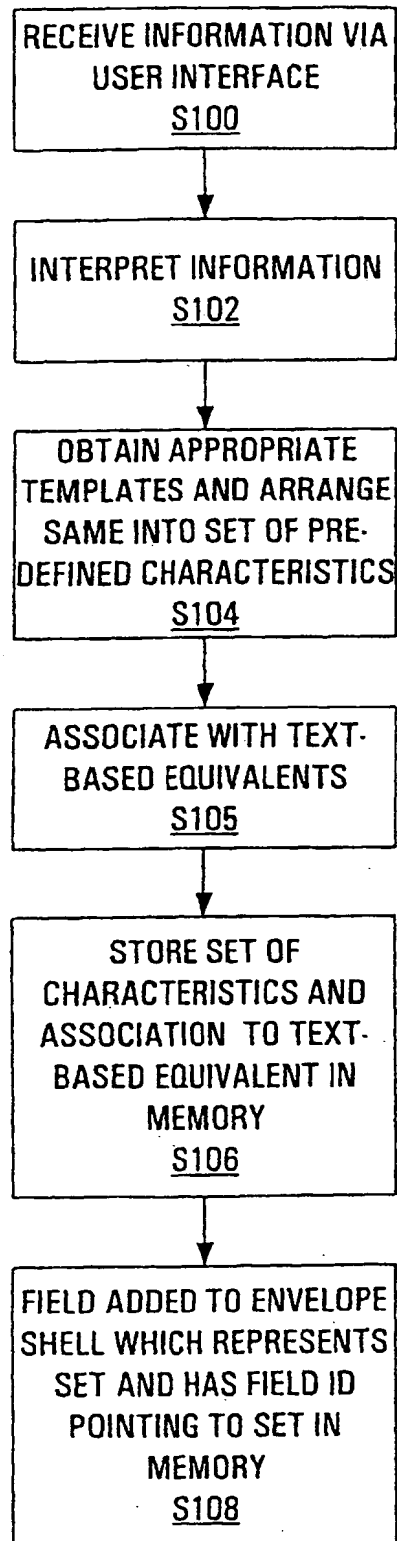 RECEIVE INFORMATION VIA
USER INTERFACE
S100
INTERPRET INFORMATION
S102
OBTAIN APPROPRIATE
TEMPLATES AND ARRANGE
SAME INTO SET OF PRE-
DEFINED CHARACTERISTICS
S104
ASSOCIATE WITH TEXT-
BASED EQUIVALENTS
S105
STORE SET OF
CHARACTERISTICS AND
ASSOCIATION TO TEXT-
BASED EQUIVALENT IN
MEMORY
S106
FIELD ADDED TO ENVELOPE
SHELL WHICH REPRESENTS
SET AND HAS FIELD ID
POINTING TO SET IN
MEMORY
S108